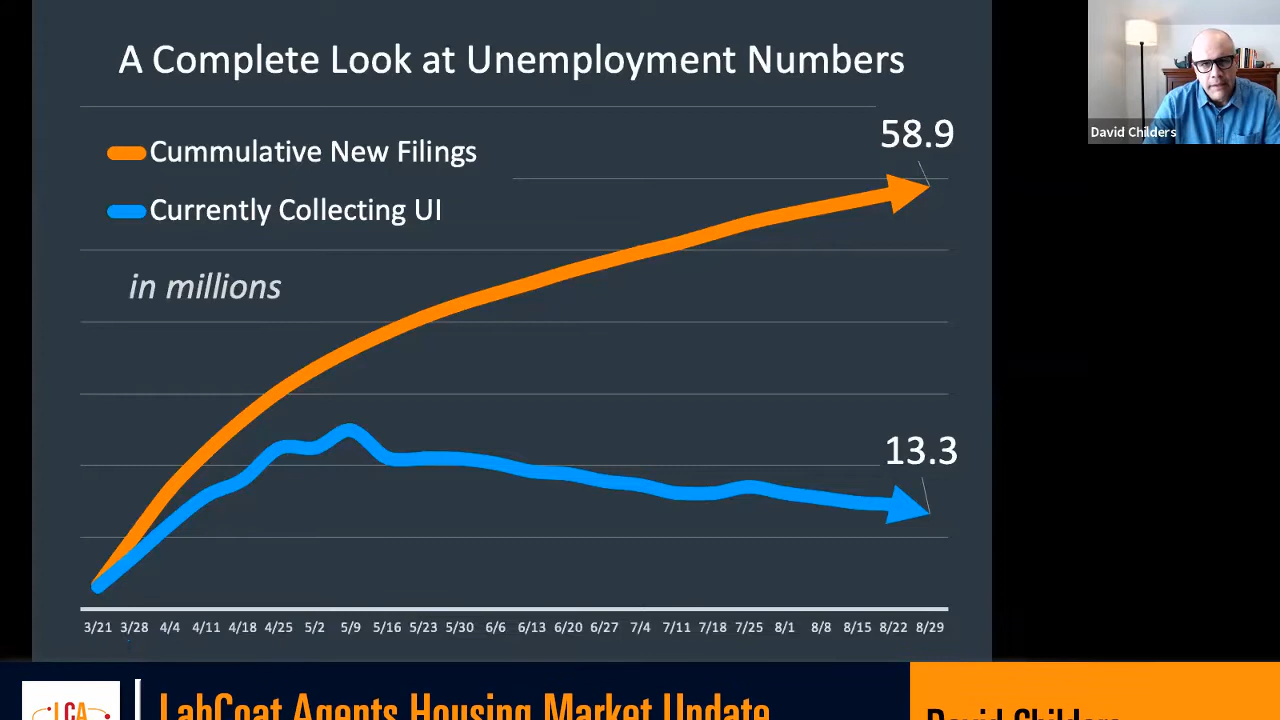 A Complete Look at Unemployment Numbers
58.9
Cummulative New Filings
Currently Collecting UI
in millions
13.3
3/21 3/28 4/4 4/11 4/18 4/25 5/2 5/9 5/16 5/23 5/30 6/6 6/13 6/20 6/27 7/4 7/11 7/18 7/25 8/1 8/8 8/15 8/22 8/29
David Childers
LCA
LabCoat Agents Housing Market Update
David Childers